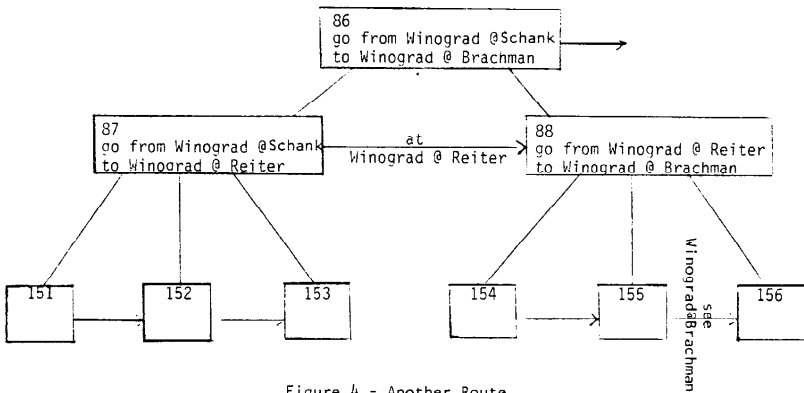 86
go from Winograd @Schank
to Winograd @ Brachman
87
go from Winograd @Schank
to Winograd @ Reiter
at
Winograd @ Reiter
88
go from Winograd @ Reiter
to Winograd @ Brachman
151
152
153
154
155
see
Winograd@Brachman
156
Figure 4 - Another Route